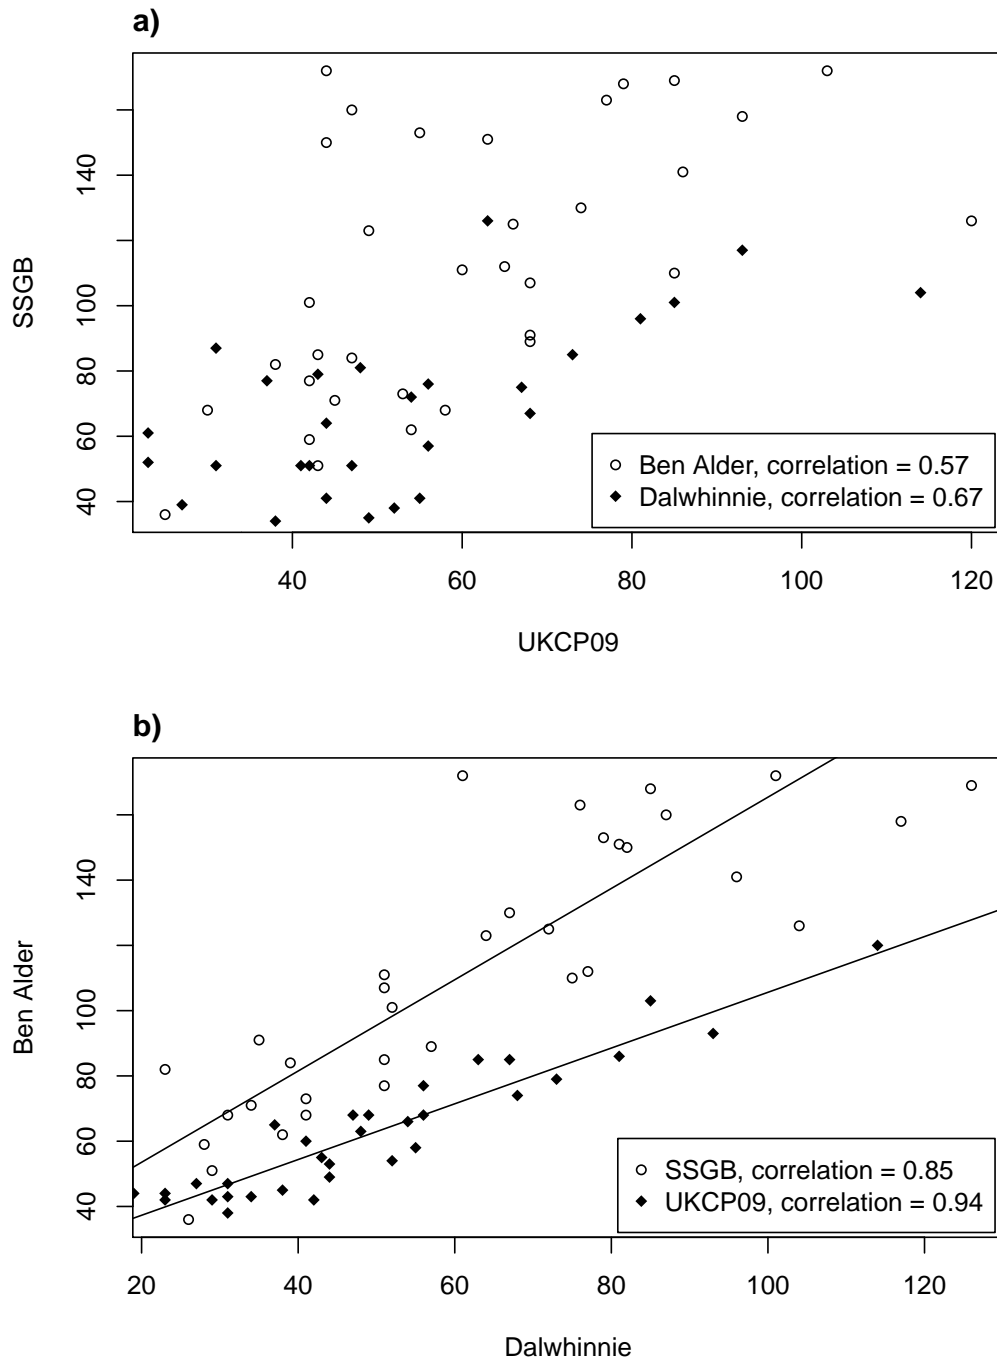 a)
SSGB
140
100
80
60
40
Ben Alder, correlation = 0.57
Dalwhinnie, correlation = 0.67
40 60 80 100 120
UKCP09
b)
Ben Alder
140
100
80
60
40
SSGB, correlation = 0.85
UKCP09, correlation = 0.94
20 40 60 80 100 120
Dalwhinnie